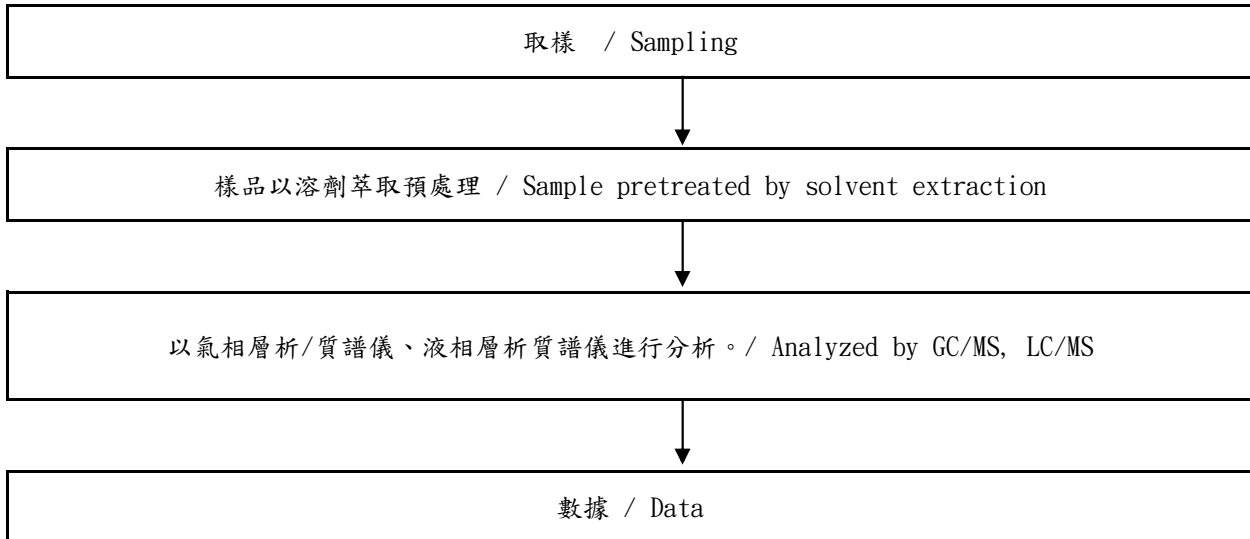 取樣 / Sampling
樣品以溶劑萃取預處理 / Sample pretreated by solvent extraction
以氣相層析/質譜儀、液相層析質譜儀進行分析。/ Analyzed by GC/MS, LC/MS
數據 / Data